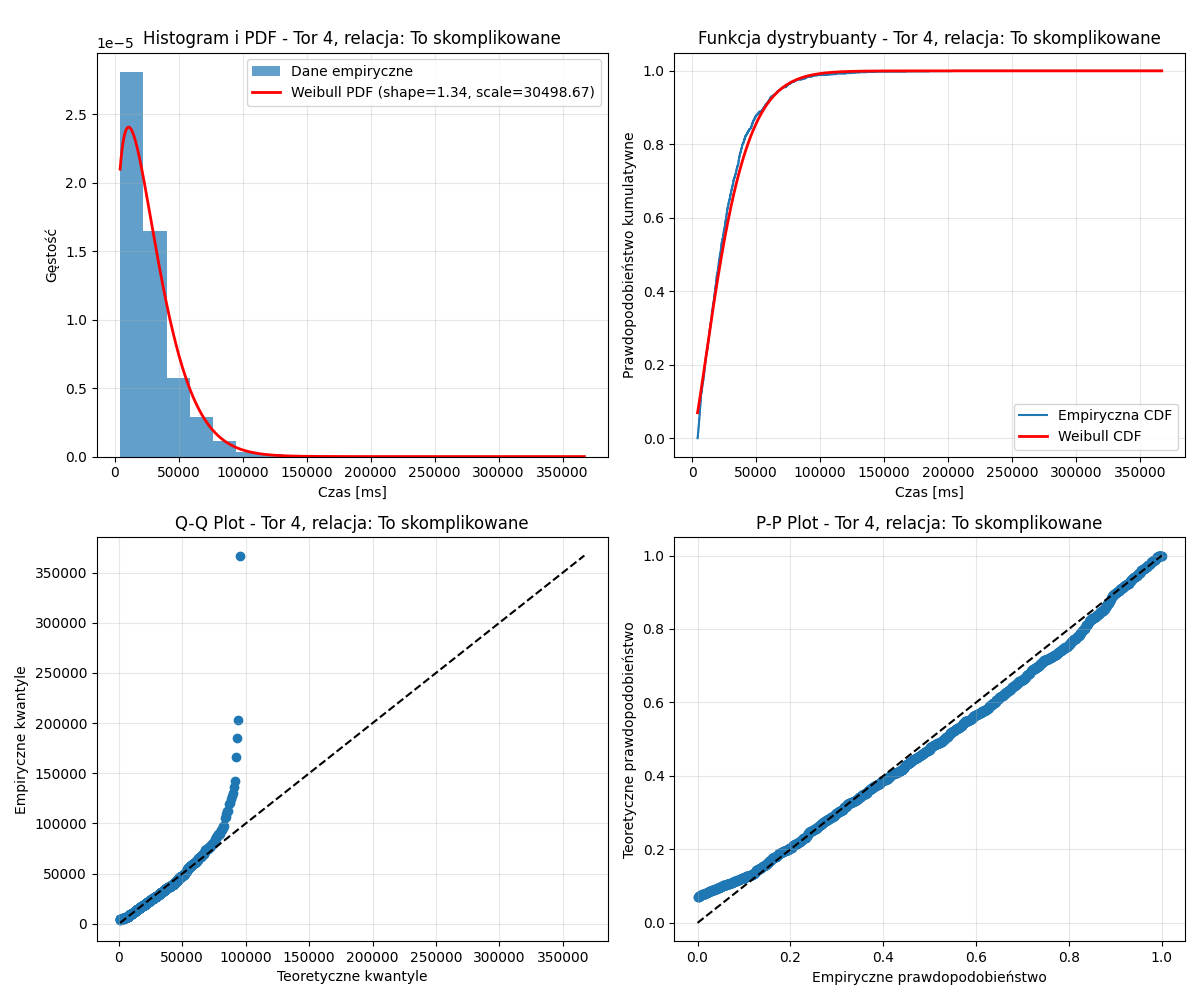 Histogram i PDF - Tor 4, relacja: To skomplikowane
1e−5
Dane empiryczne
Weibull PDF (shape=1.34, scale=30498.67)
2.5
2.0
1.5
1.0
0.5
0.0
Gęstość
0 50000 100000 150000 200000 250000 300000 350000
Czas [ms]
Funkcja dystrybuanty - Tor 4, relacja: To skomplikowane
1.0
0.8
0.6
0.4
0.2
0.0
Prawdopodobieństwo kumulatywne
Empiryczna CDF
Weibull CDF
0 50000 100000 150000 200000 250000 300000 350000
Czas [ms]
Q-Q Plot - Tor 4, relacja: To skomplikowane
350000
300000
250000
200000
150000
100000
50000
0
Empiryczne kwantyle
0 50000 100000 150000 200000 250000 300000 350000
Teoretyczne kwantyle
P-P Plot - Tor 4, relacja: To skomplikowane
1.0
0.8
0.6
0.4
0.2
0.0
Teoretyczne prawdopodobieństwo
0.0 0.2 0.4 0.6 0.8 1.0
Empiryczne prawdopodobieństwo